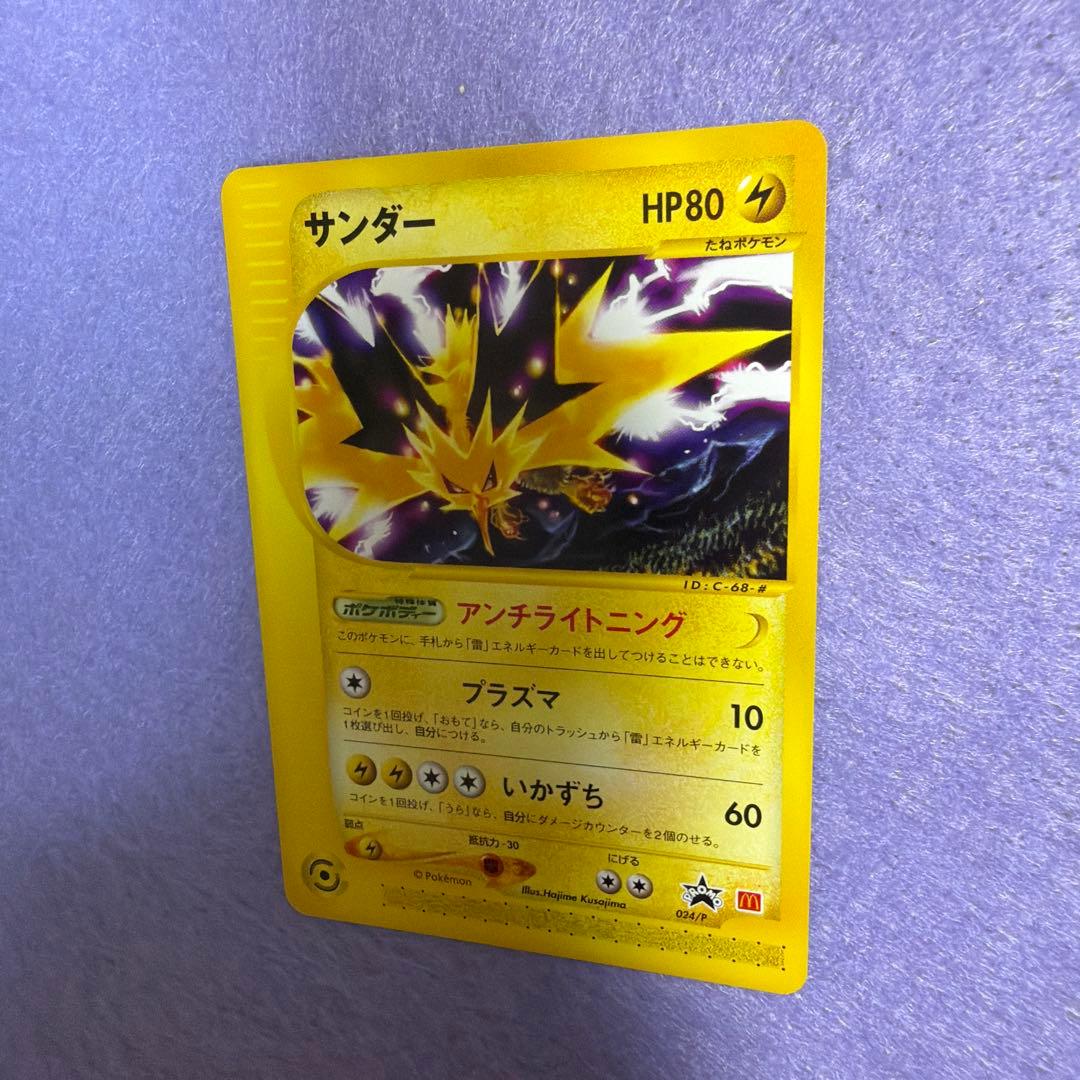 サンダー
HP80
たねポケモン
ID:C-68-#
特殊体質
ポケボディー
アンチライトニング
このポケモンに、手札から「雷」エネルギーカードを出してつけることはできない。
プラズマ
10
コインを1回投げ、「おもて」なら、自分のトラッシュから「雷」エネルギーカードを
1枚選び出し、自分につける。
いかずち
60
コインを1回投げ、「うら」なら、自分にダメージカウンターを2個のせる。
弱点
抵抗力-30
にげる
© Pokémon
Illus.Hajime Kusajima
PROMO
024/P